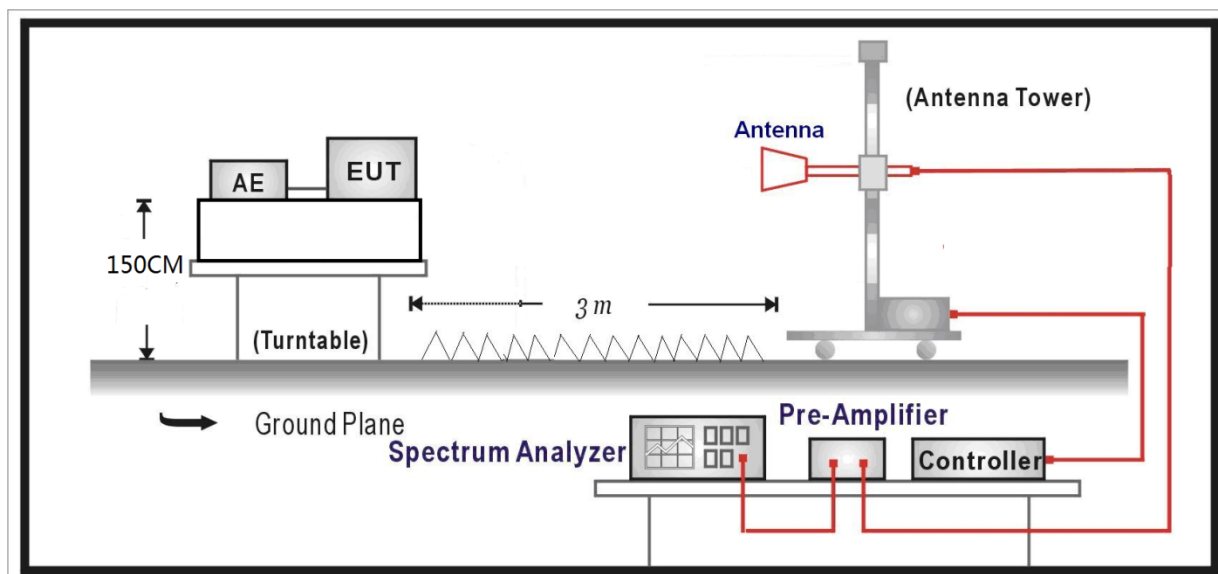 (Antenna Tower)
Antenna
EUT
AE
150CM
3 m
(Turntable)
Ground Plane
Pre-Amplifier
Spectrum Analyzer
Controller